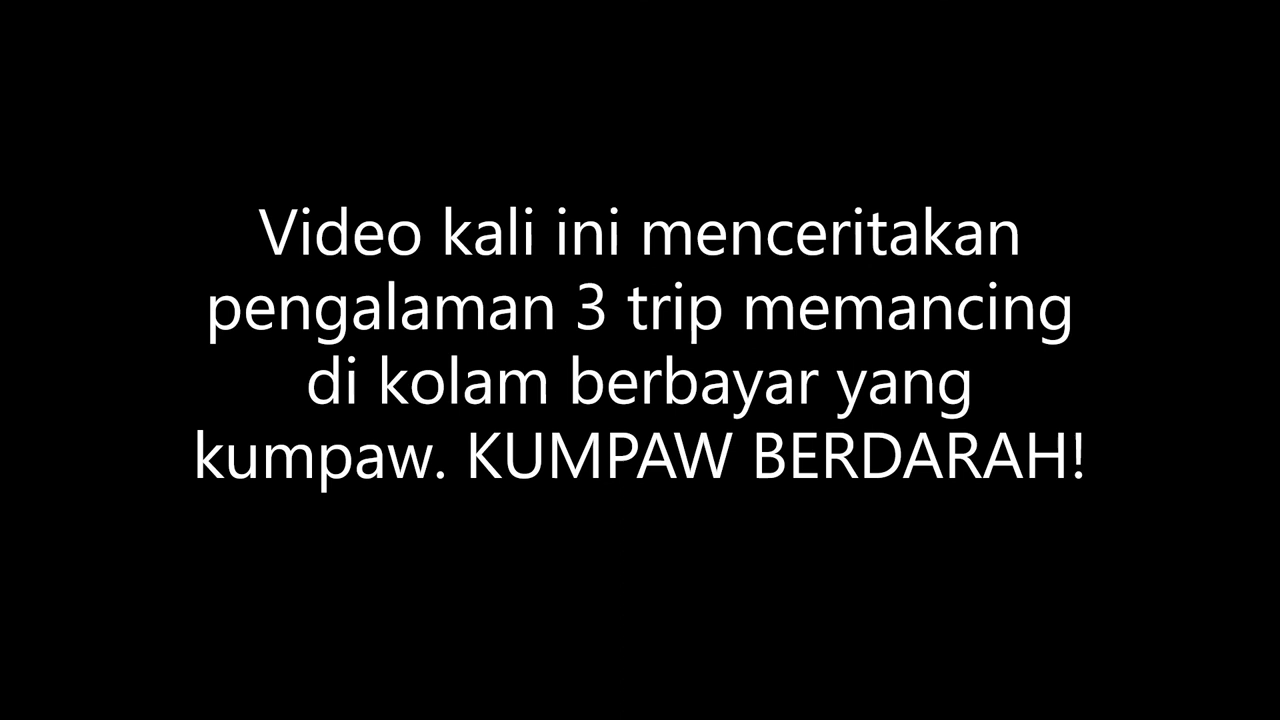 Video kali ini menceritakan
pengalaman 3 trip memancing
di kolam berbayar yang
kumpaw. KUMPAW BERDARAH!